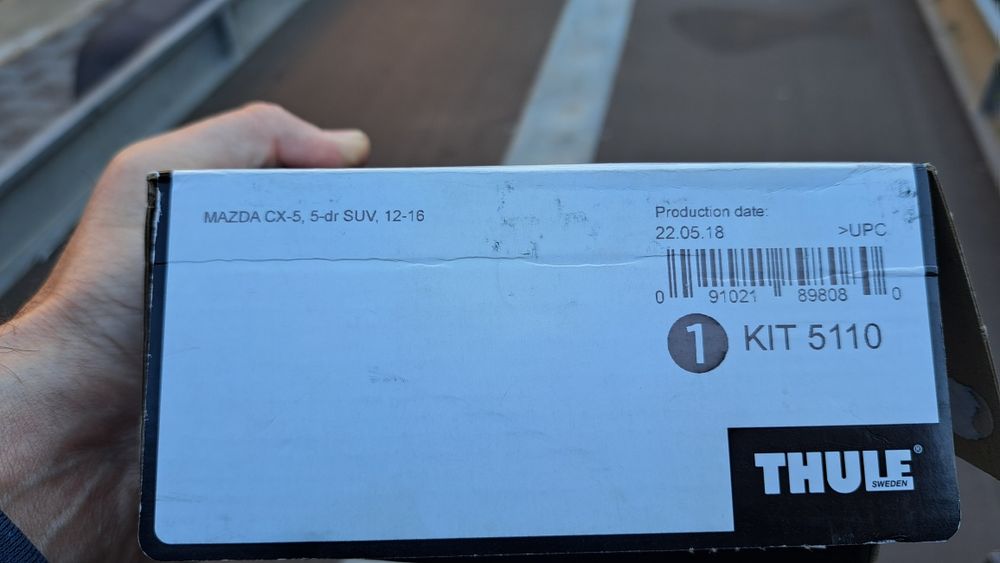 MAZDA CX-5, 5-dr SUV, 12-16
Production date:
22.05.18 >UPC
0 91021 89808 0
1 KIT 5110
THULE®
SWEDEN